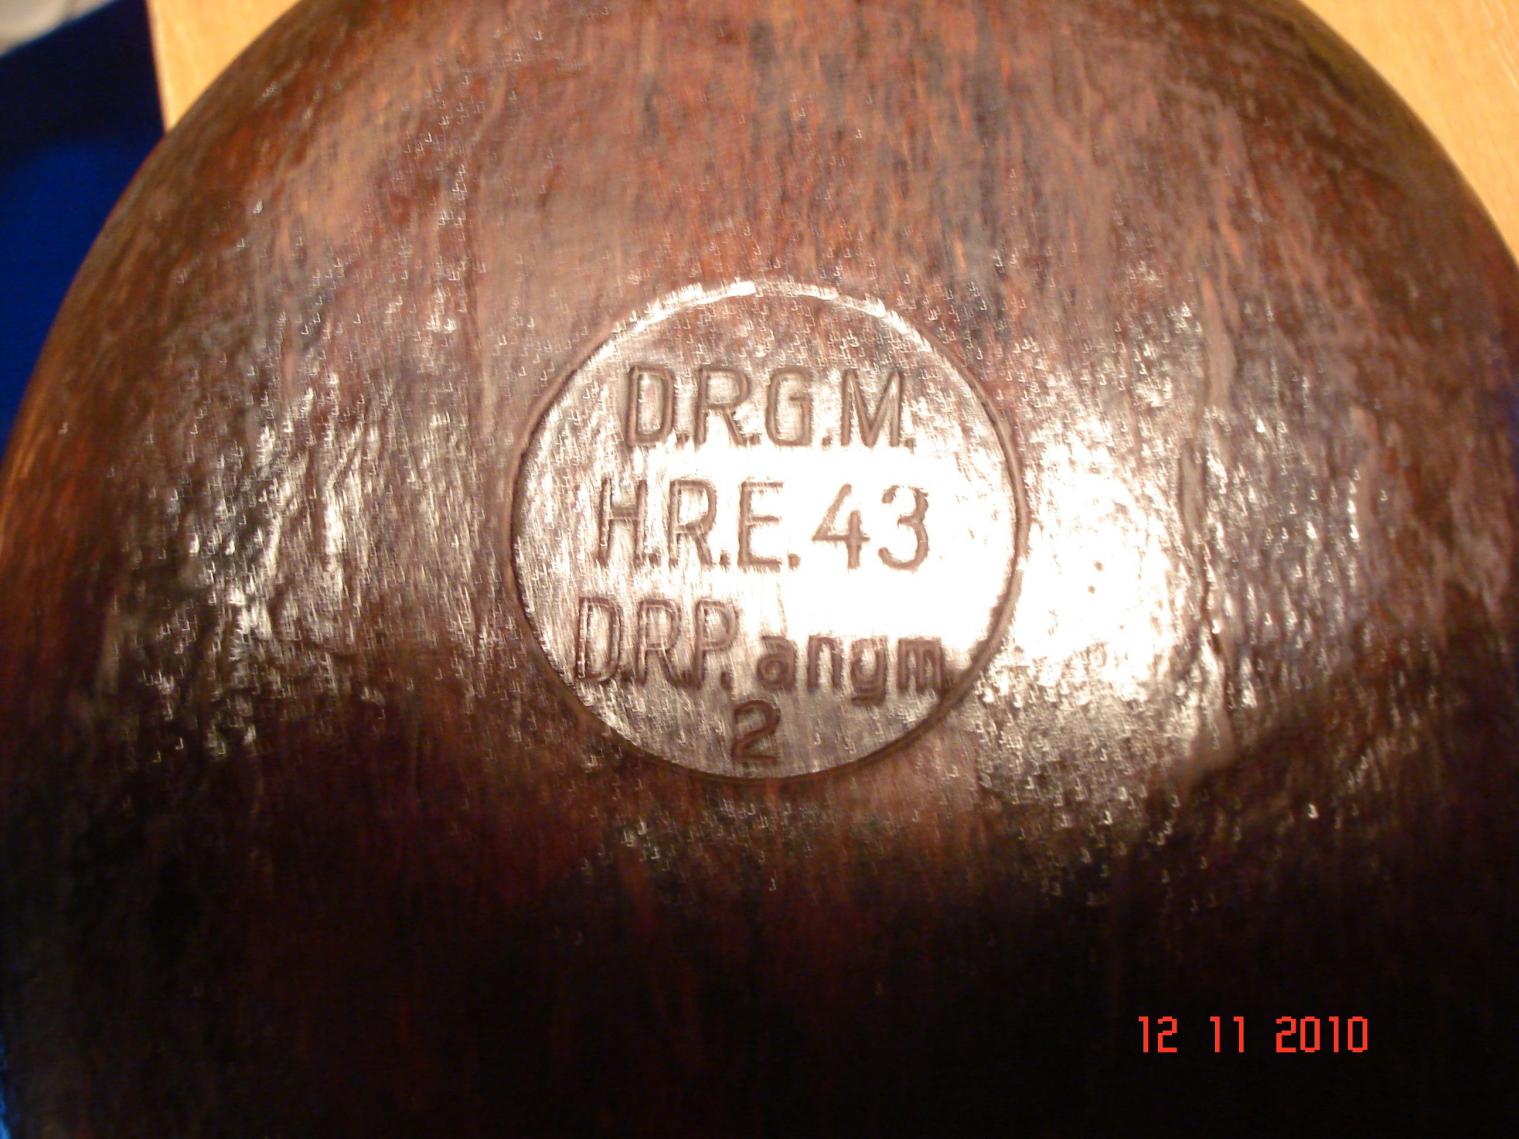 D.R.G.M.
H.R.E. 43
D.R.P. angm
2
12 11 2010